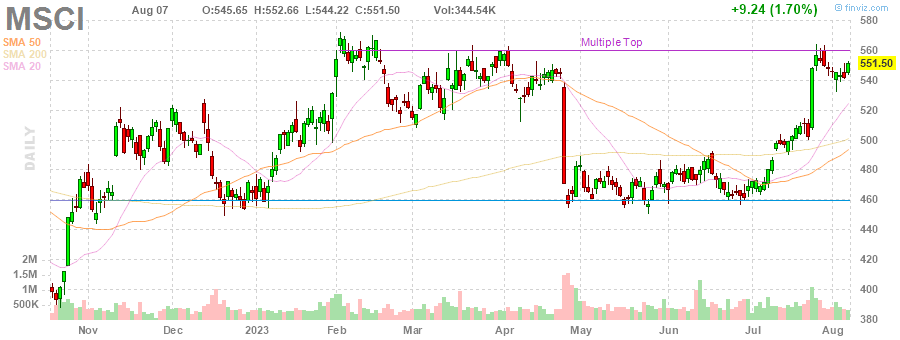 MSCI Aug 07 O:545.65 H:552.66 L:544.22 C:551.50 Vol:344.54K +9.24 (1.70%) © finviz.com
SMA 50
SMA 200
SMA 20
DAILY
Multiple Top
580
560
551.50
540
520
500
480
460
440
420
400
380
2M
1.5M
1M
500K
Nov Dec 2023 Feb Mar Apr May Jun Jul Aug